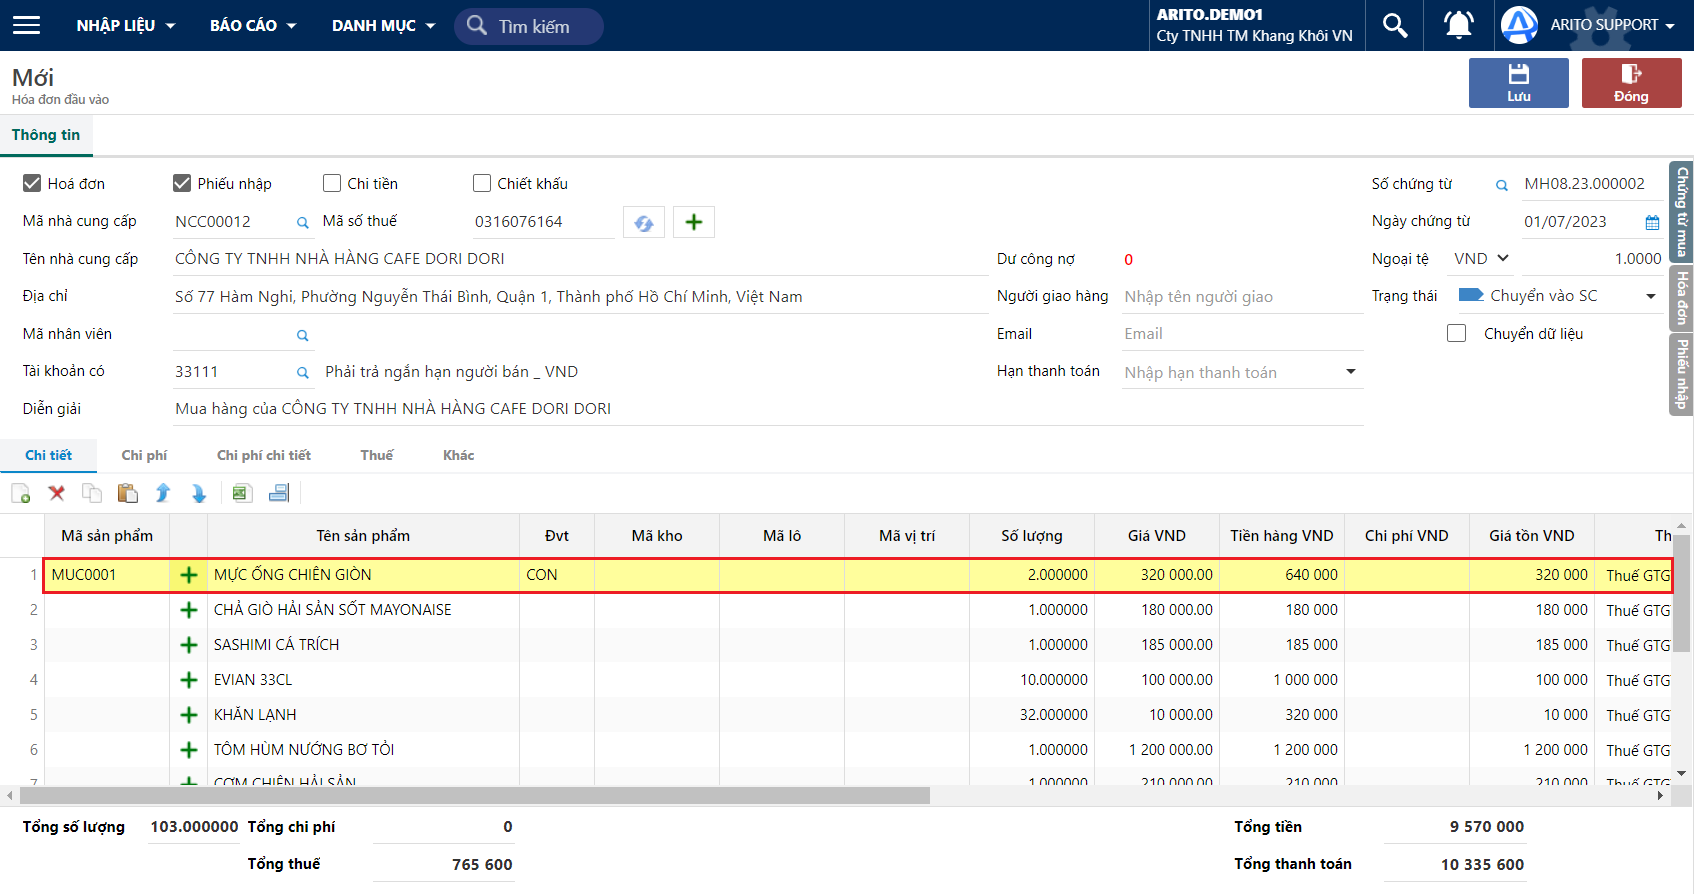 NHẬP LIỆU BÁO CÁO DANH MỤC Tìm kiếm ARITO.DEMO1 ARITO SUPPORT
Cty TNHH TM Khang Khôi VN
Mới
Hóa đơn đầu vào
Lưu Đóng
Thông tin
Hoá đơn Phiếu nhập Chi tiền Chiết khấu Số chứng từ MH08.23.000002
Mã nhà cung cấp NCC00012 Mã số thuế 0316076164 Ngày chứng từ 01/07/2023
Tên nhà cung cấp CÔNG TY TNHH NHÀ HÀNG CAFE DORI DORI Dư công nợ 0 Ngoại tệ VND 1.0000
Địa chỉ Số 77 Hàm Nghi, Phường Nguyễn Thái Bình, Quận 1, Thành phố Hồ Chí Minh, Việt Nam Người giao hàng Nhập tên người giao Trạng thái Chuyển vào SC
Mã nhân viên Email Email Chuyển dữ liệu
Tài khoản có 33111 Phải trả ngắn hạn người bán _ VND Hạn thanh toán Nhập hạn thanh toán
Diễn giải Mua hàng của CÔNG TY TNHH NHÀ HÀNG CAFE DORI DORI
Chứng từ mua
Hóa đơn
Phiếu nhập
Chi tiết Chi phí Chi phí chi tiết Thuế Khác
Mã sản phẩm Tên sản phẩm Đvt Mã kho Mã lô Mã vị trí Số lượng Giá VND Tiền hàng VND Chi phí VND Giá tồn VND Th
1 MUC0001 MỰC ỐNG CHIÊN GIÒN CON 2.000000 320 000.00 640 000 320 000 Thuế GTG
2 CHẢ GIÒ HẢI SẢN SỐT MAYONAISE 1.000000 180 000.00 180 000 180 000 Thuế GTG
3 SASHIMI CÁ TRÍCH 1.000000 185 000.00 185 000 185 000 Thuế GTG
4 EVIAN 33CL 10.000000 100 000.00 1 000 000 100 000 Thuế GTG
5 KHĂN LẠNH 32.000000 10 000.00 320 000 10 000 Thuế GTG
6 TÔM HÙM NƯỚNG BƠ TỎI 1.000000 1 200 000.00 1 200 000 1 200 000 Thuế GTG
7 CƠM CHIÊN HẢI SẢN 1.000000 210 000.00 210 000 210 000 Thuế GTG
Tổng số lượng 103.000000 Tổng chi phí 0 Tổng tiền 9 570 000
Tổng thuế 765 600 Tổng thanh toán 10 335 600